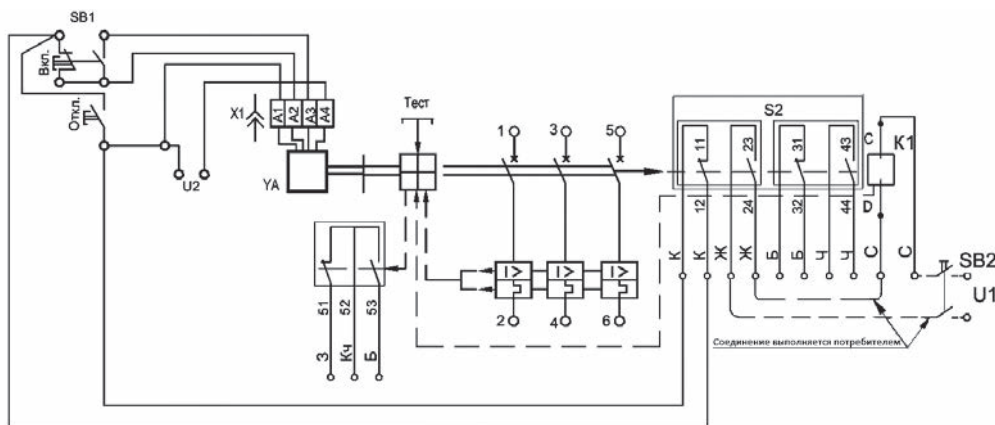 SB1
Вкл.
Откл.
X1
A1
A2
A3
A4
U2
YA
Тест
1
3
5
S2
11
23
31
43
C
K1
12
24
32
44
D
К
К
Ж
Ж
Б
Б
Ч
Ч
С
С
SB2
U1
51
52
53
З
Кч
Б
I>
I>
I>
2
4
6
Соединение выполняется потребителем